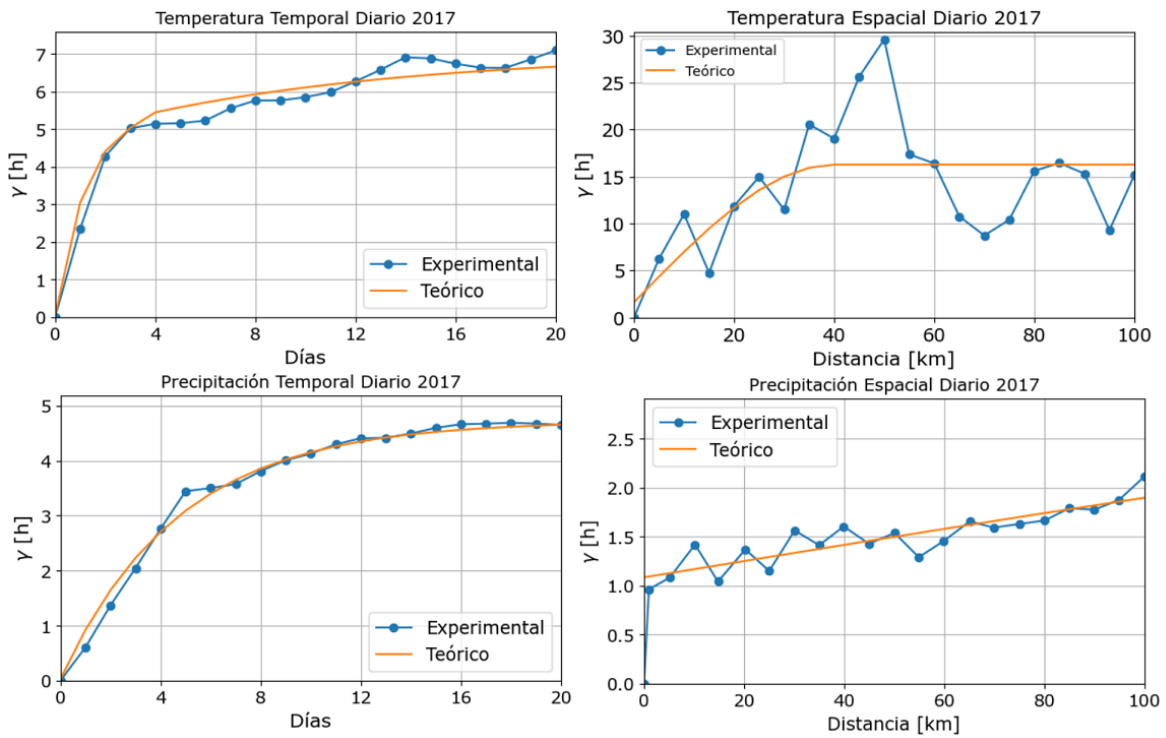 Temperatura Temporal Diario 2017
7
6
5
4
3
2
1
0
γ [h]
Experimental
Teórico
0 4 8 12 16 20
Días
Temperatura Espacial Diario 2017
30
25
20
15
10
5
0
γ [h]
Experimental
Teórico
0 20 40 60 80 100
Distancia [km]
Precipitación Temporal Diario 2017
5
4
3
2
1
0
γ [h]
Experimental
Teórico
0 4 8 12 16 20
Días
Precipitación Espacial Diario 2017
2.5
2.0
1.5
1.0
0.5
0.0
γ [h]
Experimental
Teórico
0 20 40 60 80 100
Distancia [km]